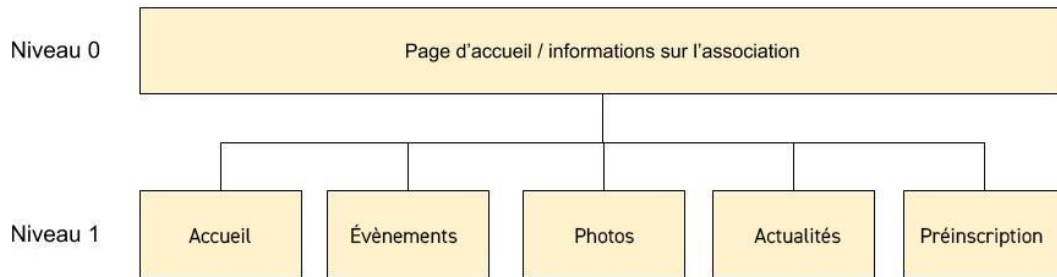 Niveau 0
Page d'accueil / informations sur l'association
Niveau 1
Accueil
Évènements
Photos
Actualités
Préinscription